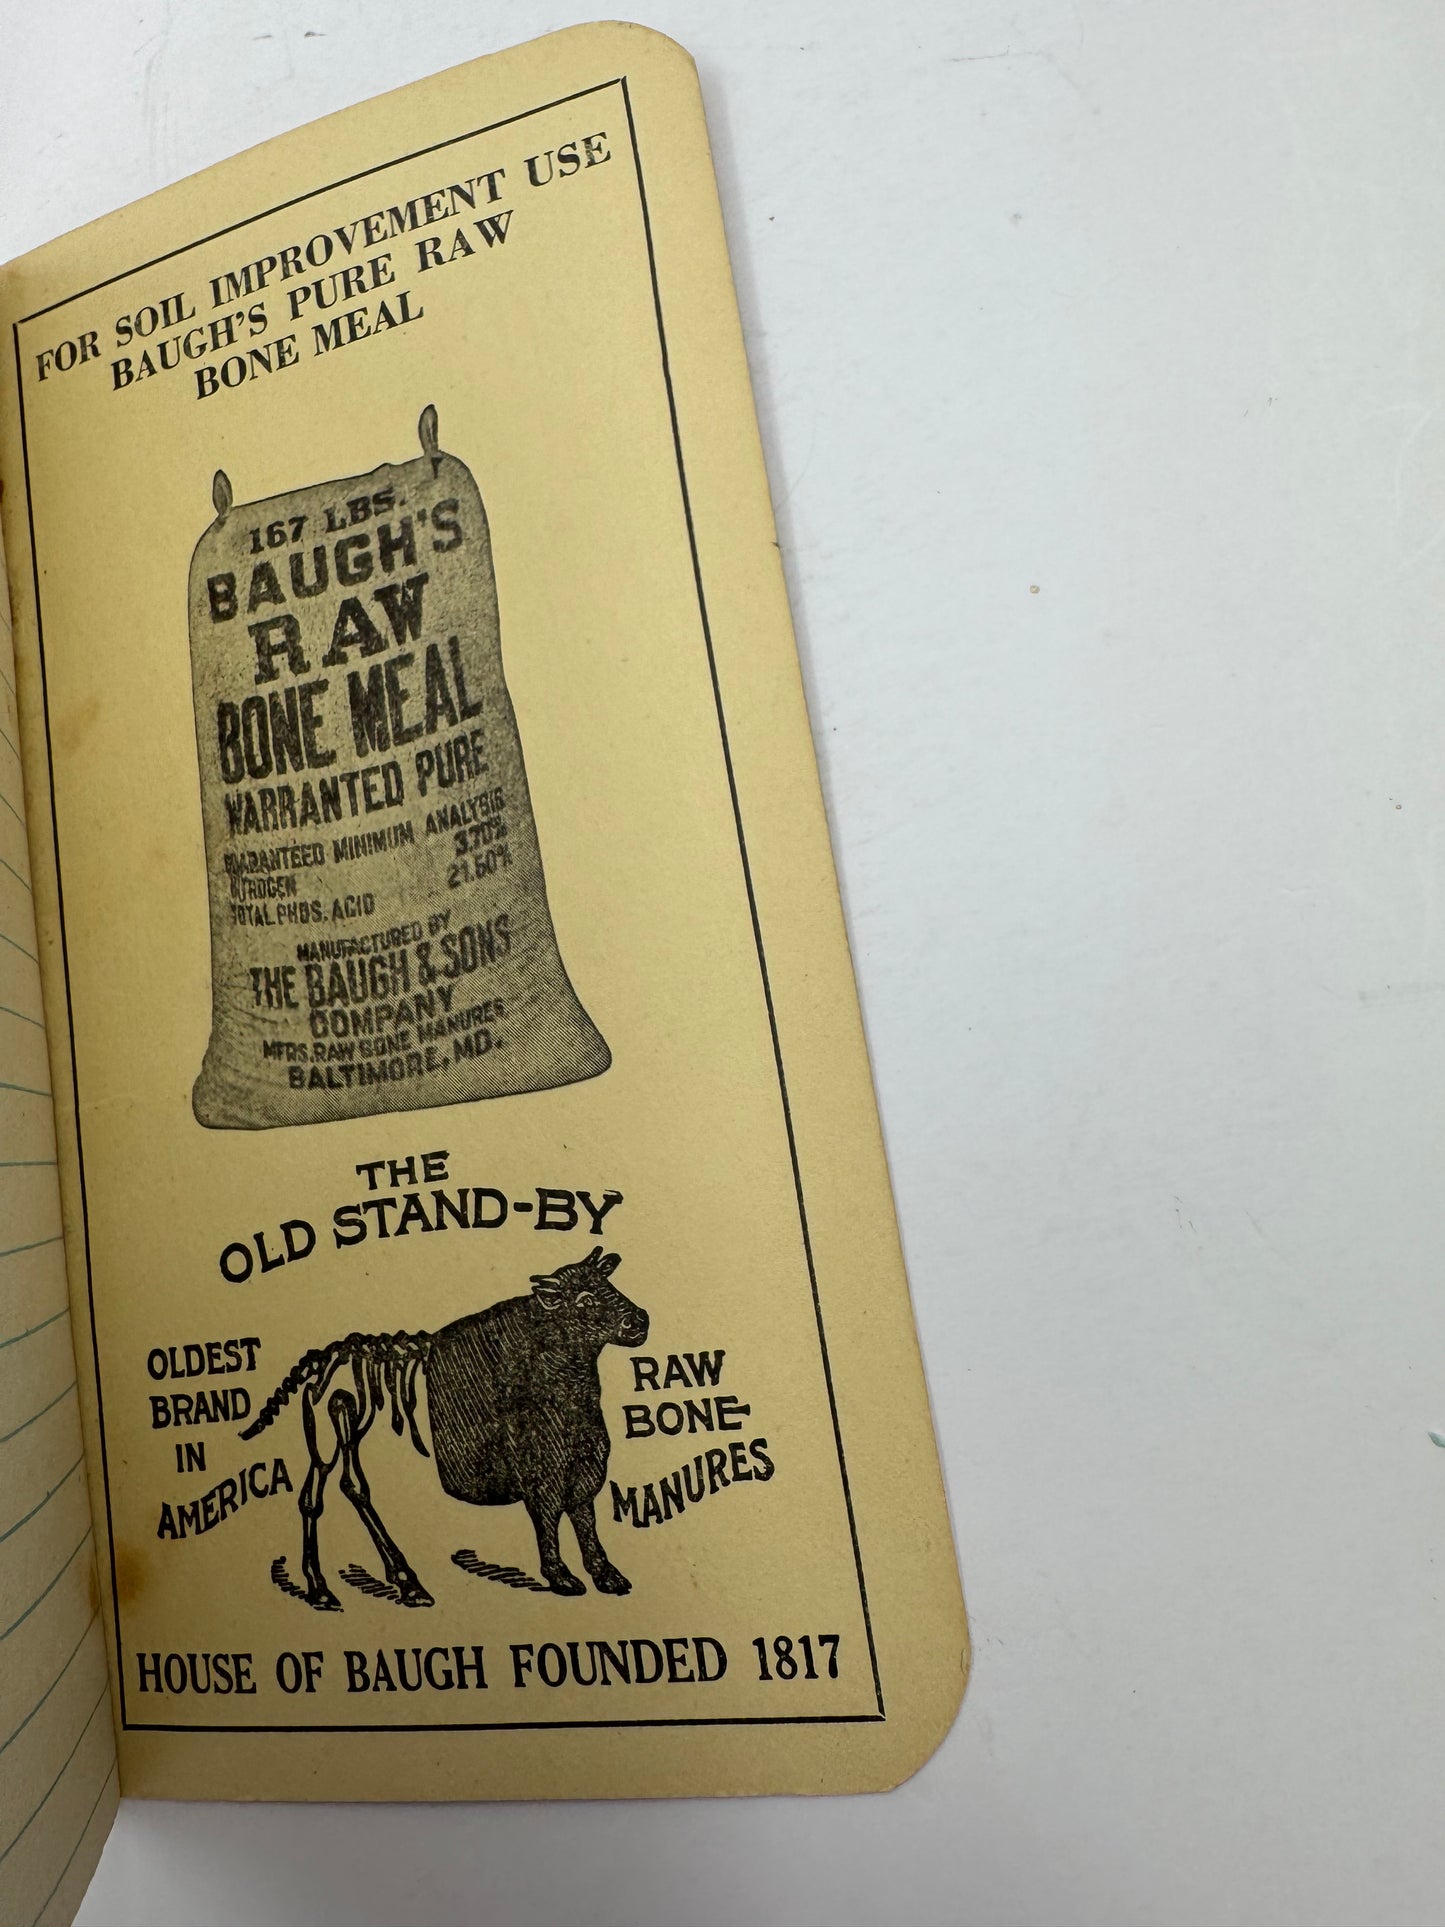 FOR SOIL IMPROVEMENT USE
BAUGH'S PURE RAW
BONE MEAL
167 LBS.
BAUGH'S
RAW
BONE MEAL
WARRANTED PURE
GUARANTEED MINIMUM ANALYSIS
NITROGEN 3.70%
TOTAL PHOS. ACID 21.50%
MANUFACTURED BY
THE BAUGH & SONS
COMPANY
MFRS. RAW BONE MANURES
BALTIMORE, MD.
THE
OLD STAND-BY
OLDEST
BRAND
IN
AMERICA
RAW
BONE
MANURES
HOUSE OF BAUGH FOUNDED 1817